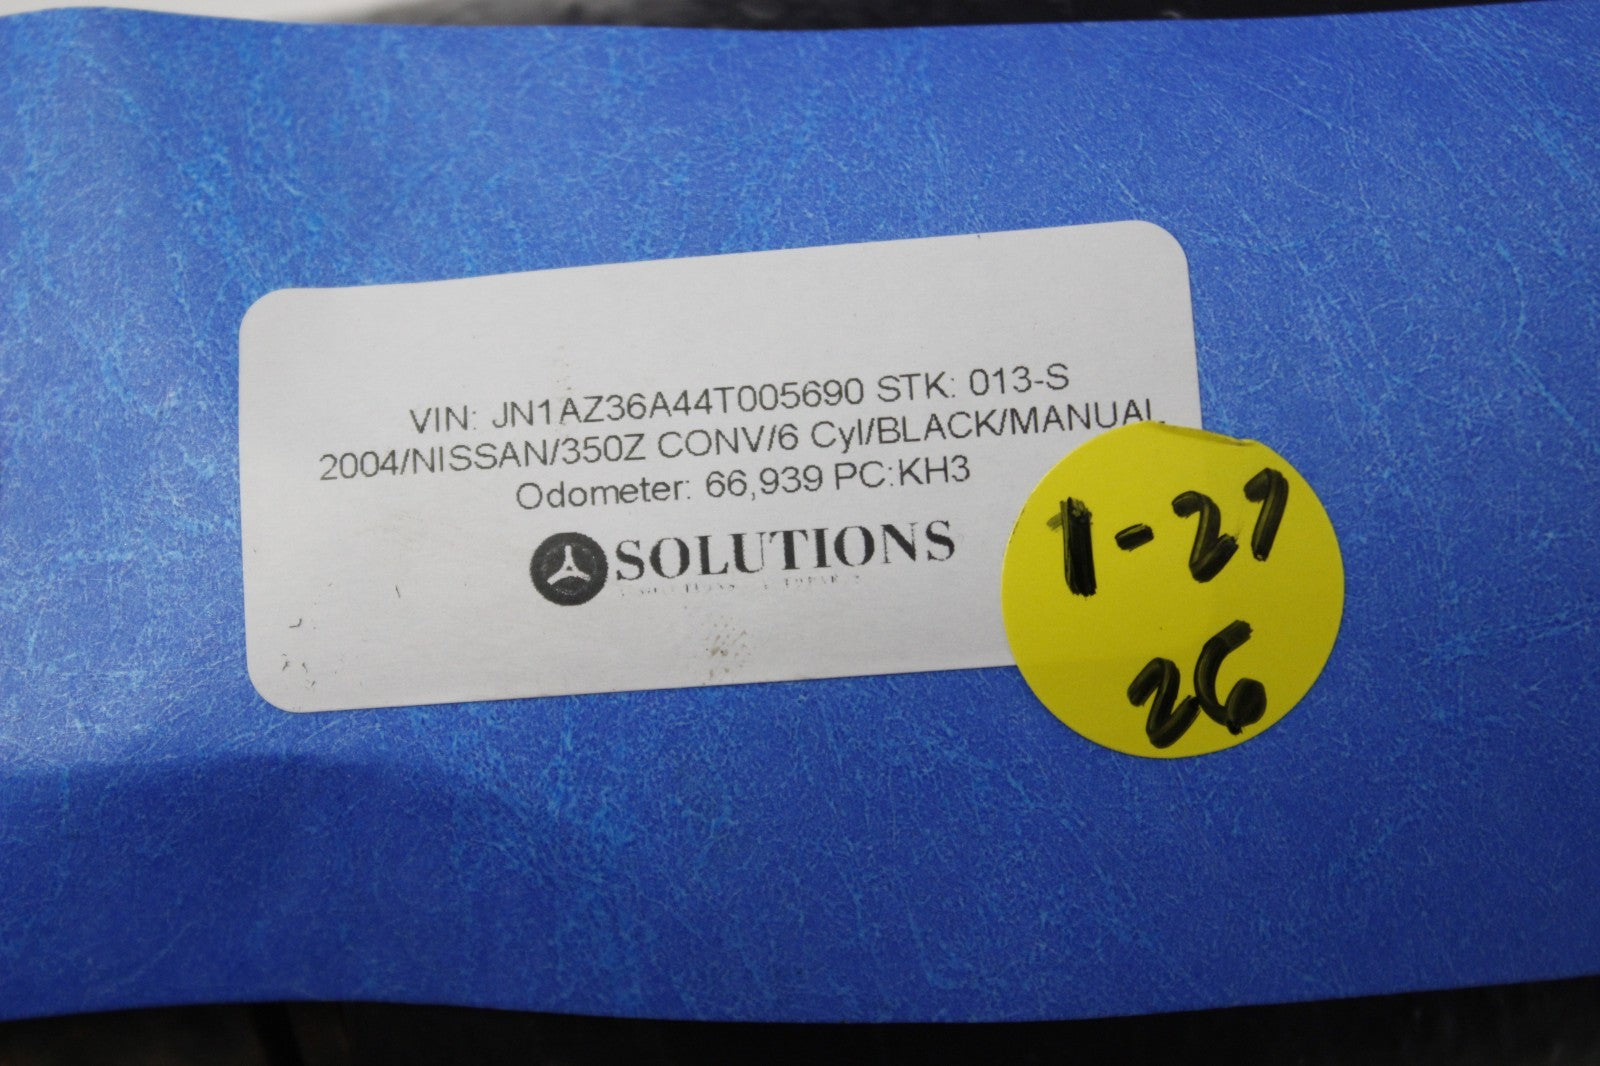 VIN: JN1AZ36A44T005690 STK: 013-S
2004/NISSAN/350Z CONV/6 Cyl/BLACK/MANUAL
Odometer: 66,939 PC:KH3
SOLUTIONS
1-27
26